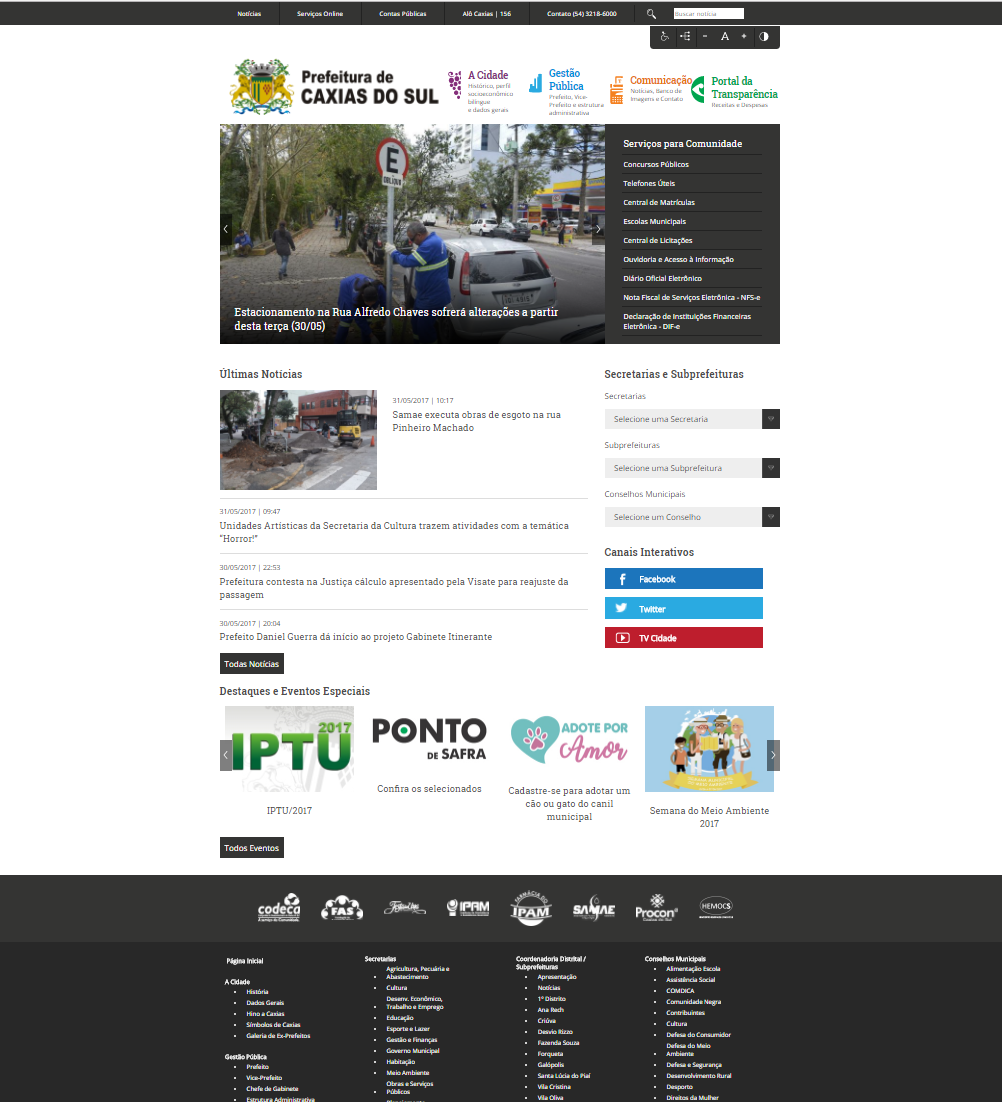 Notícias
Serviços Online
Contas Públicas
Alô Caxias | 156
Contato (54) 3218-6000
Buscar notícia
- A +
Prefeitura de
CAXIAS DO SUL
A Cidade
Histórico, perfil
socioeconômico
bilíngue
e dados gerais
Gestão
Pública
Prefeito, Vice-
Prefeito e estrutura
administrativa
Comunicação
Notícias, Banco de
Imagens e Contato
Portal da
Transparência
Receitas e Despesas
E
OBLÍQUO
Estacionamento na Rua Alfredo Chaves sofrerá alterações a partir
desta terça (30/05)
Serviços para Comunidade
Concursos Públicos
Telefones Úteis
Central de Matrículas
Escolas Municipais
Central de Licitações
Ouvidoria e Acesso à Informação
Diário Oficial Eletrônico
Nota Fiscal de Serviços Eletrônica - NFS-e
Declaração de Instituições Financeiras
Eletrônica - DIF-e
Últimas Notícias
31/05/2017 | 10:17
Samae executa obras de esgoto na rua
Pinheiro Machado
31/05/2017 | 09:47
Unidades Artísticas da Secretaria da Cultura trazem atividades com a temática
"Horror!"
30/05/2017 | 22:53
Prefeitura contesta na Justiça cálculo apresentado pela Visate para reajuste da
passagem
30/05/2017 | 20:04
Prefeito Daniel Guerra dá início ao projeto Gabinete Itinerante
Todas Notícias
Secretarias e Subprefeituras
Secretarias
Selecione uma Secretaria
Subprefeituras
Selecione uma Subprefeitura
Conselhos Municipais
Selecione um Conselho
Canais Interativos
Facebook
Twitter
TV Cidade
Destaques e Eventos Especiais
2017
IPTU
IPTU/2017
PONTO
DE SAFRA
Confira os selecionados
ADOTE POR
Amor
Cadastre-se para adotar um
cão ou gato do canil
municipal
SEMANA DO MEIO AMBIENTE
Semana do Meio Ambiente
2017
Todos Eventos
codeca
FAS
IPAM
FARMÁCIA DO
IPAM
SAMAE
Procon
Caxias do Sul
HEMOCS
Página Inicial
A Cidade
História
Dados Gerais
Hino a Caxias
Símbolos de Caxias
Galeria de Ex-Prefeitos
Gestão Pública
Prefeito
Vice-Prefeito
Chefe de Gabinete
Estrutura Administrativa
Secretarias
Agricultura, Pecuária e
Abastecimento
Cultura
Desenv. Econômico,
Trabalho e Emprego
Educação
Esporte e Lazer
Gestão e Finanças
Governo Municipal
Habitação
Meio Ambiente
Obras e Serviços
Públicos
Coordenadoria Distrital /
Subprefeituras
Apresentação
Notícias
1º Distrito
Ana Rech
Criúva
Desvio Rizzo
Fazenda Souza
Forqueta
Galópolis
Santa Lúcia do Piaí
Vila Cristina
Vila Oliva
Conselhos Municipais
Alimentação Escola
Assistência Social
COMDICA
Comunidade Negra
Contribuintes
Cultura
Defesa do Consumidor
Defesa do Meio
Ambiente
Defesa e Segurança
Desenvolvimento Rural
Desporto
Direitos da Mulher